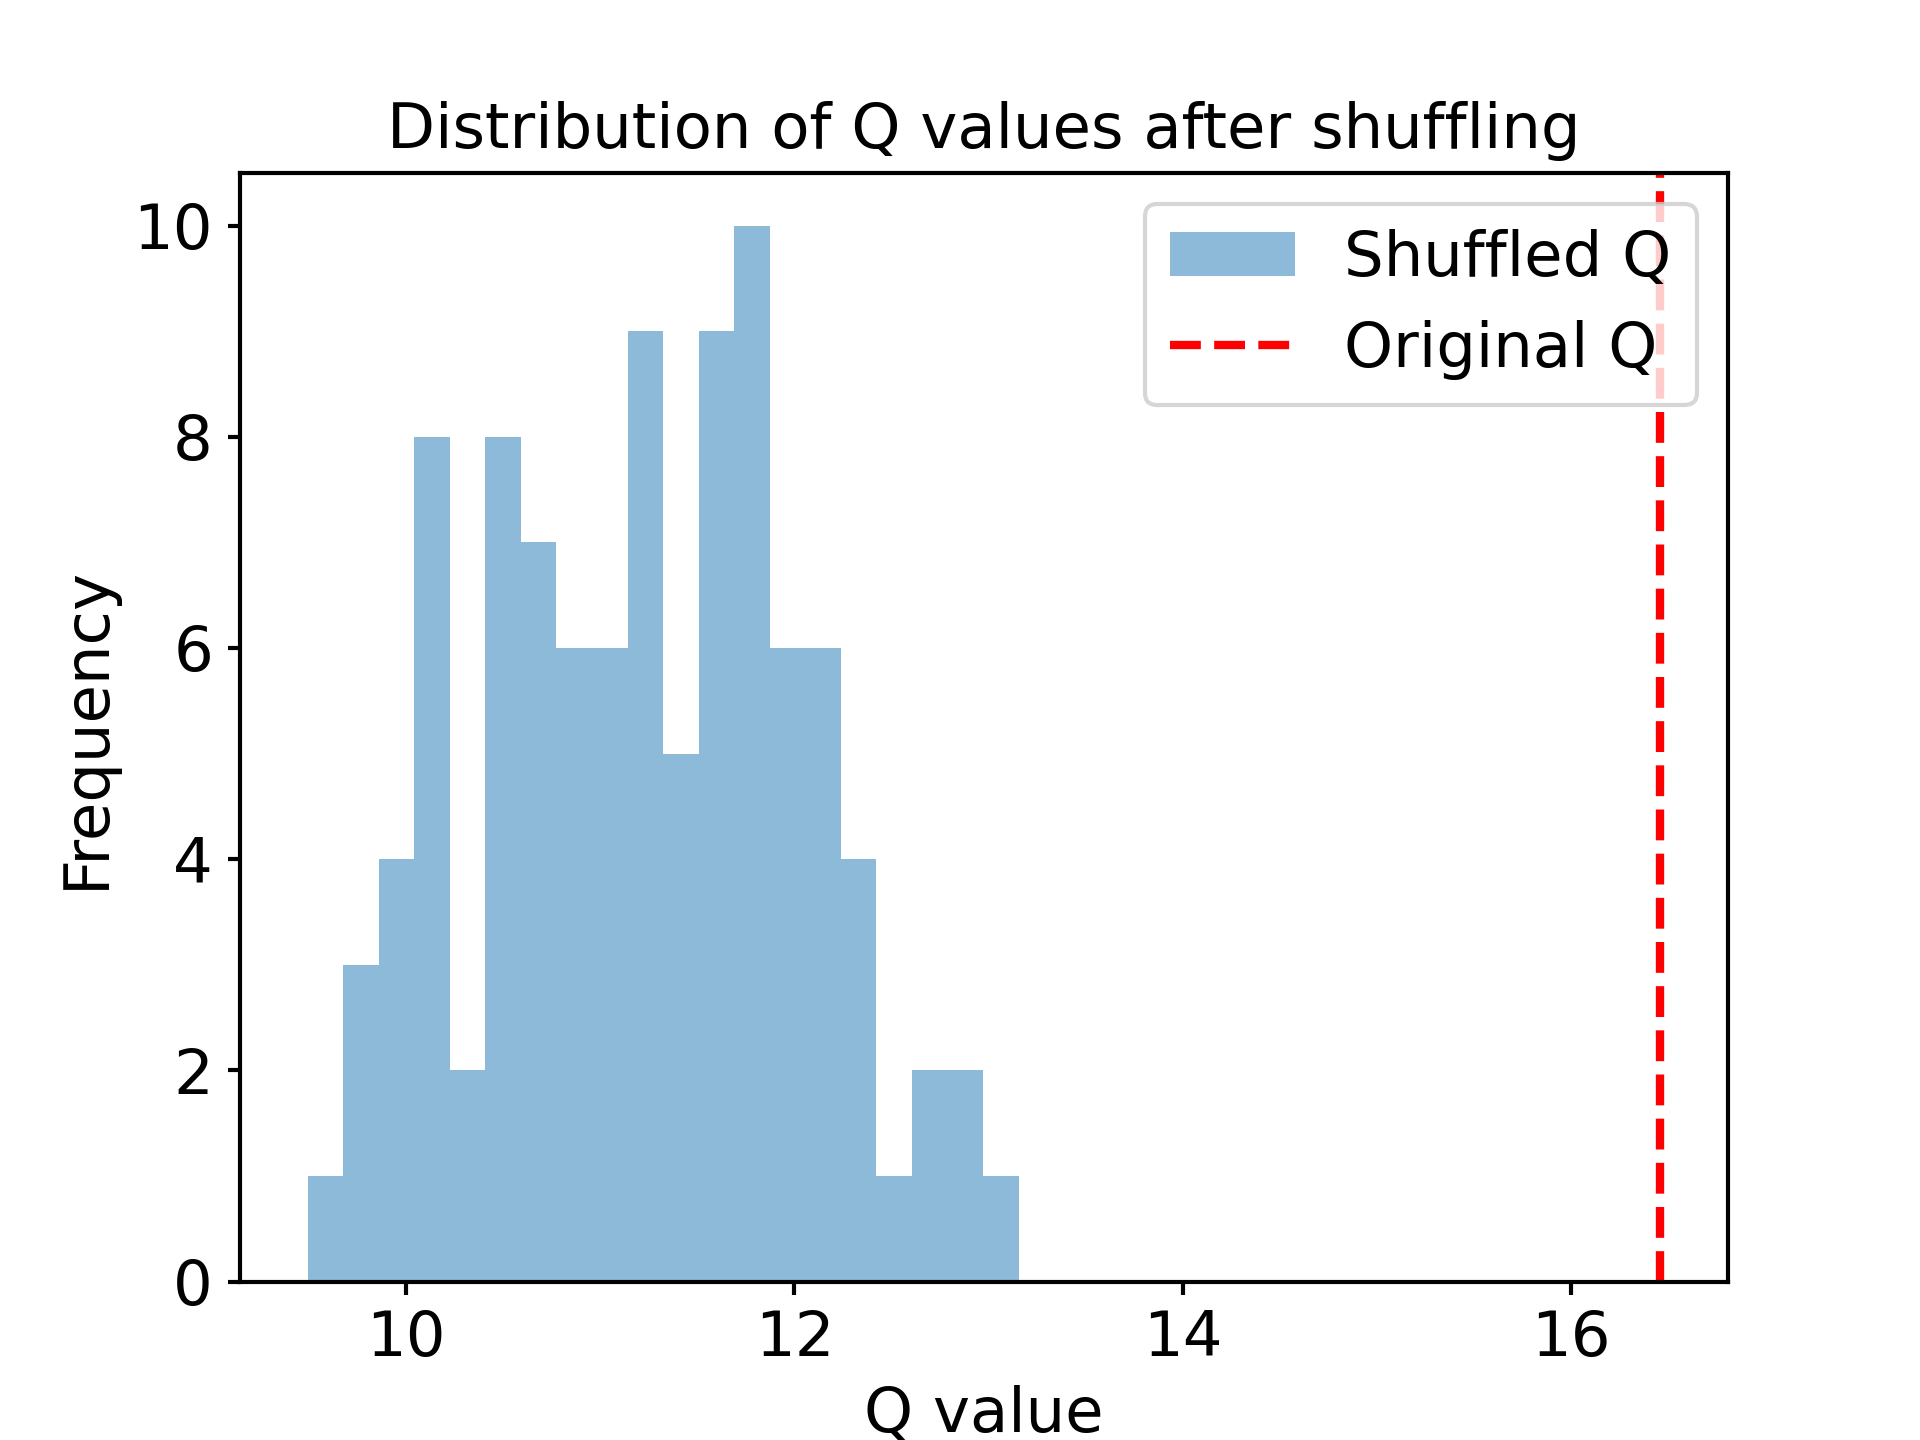 Distribution of Q values after shuffling
Shuffled Q
Original Q
Frequency
10
8
6
4
2
0
10 12 14 16
Q value